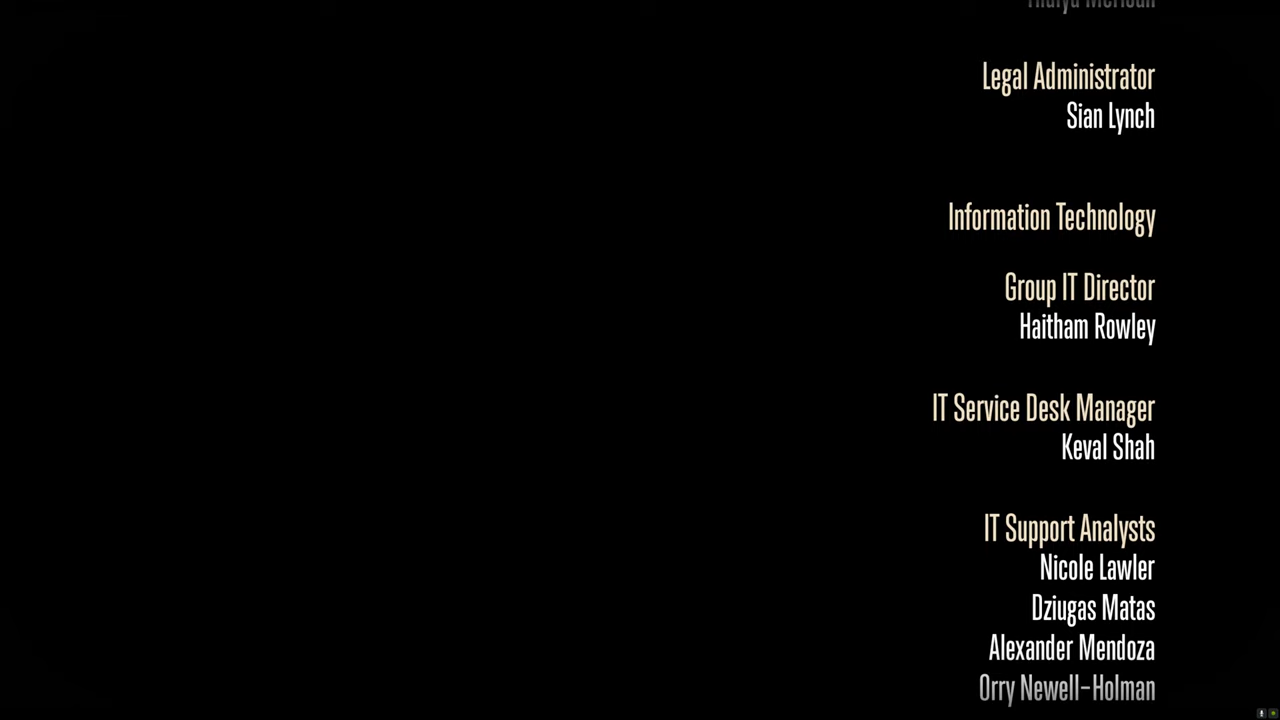 Legal Administrator
Sian Lynch
Information Technology
Group IT Director
Haitham Rowley
IT Service Desk Manager
Keval Shah
IT Support Analysts
Nicole Lawler
Dziugas Matas
Alexander Mendoza
Orry Newell-Holman